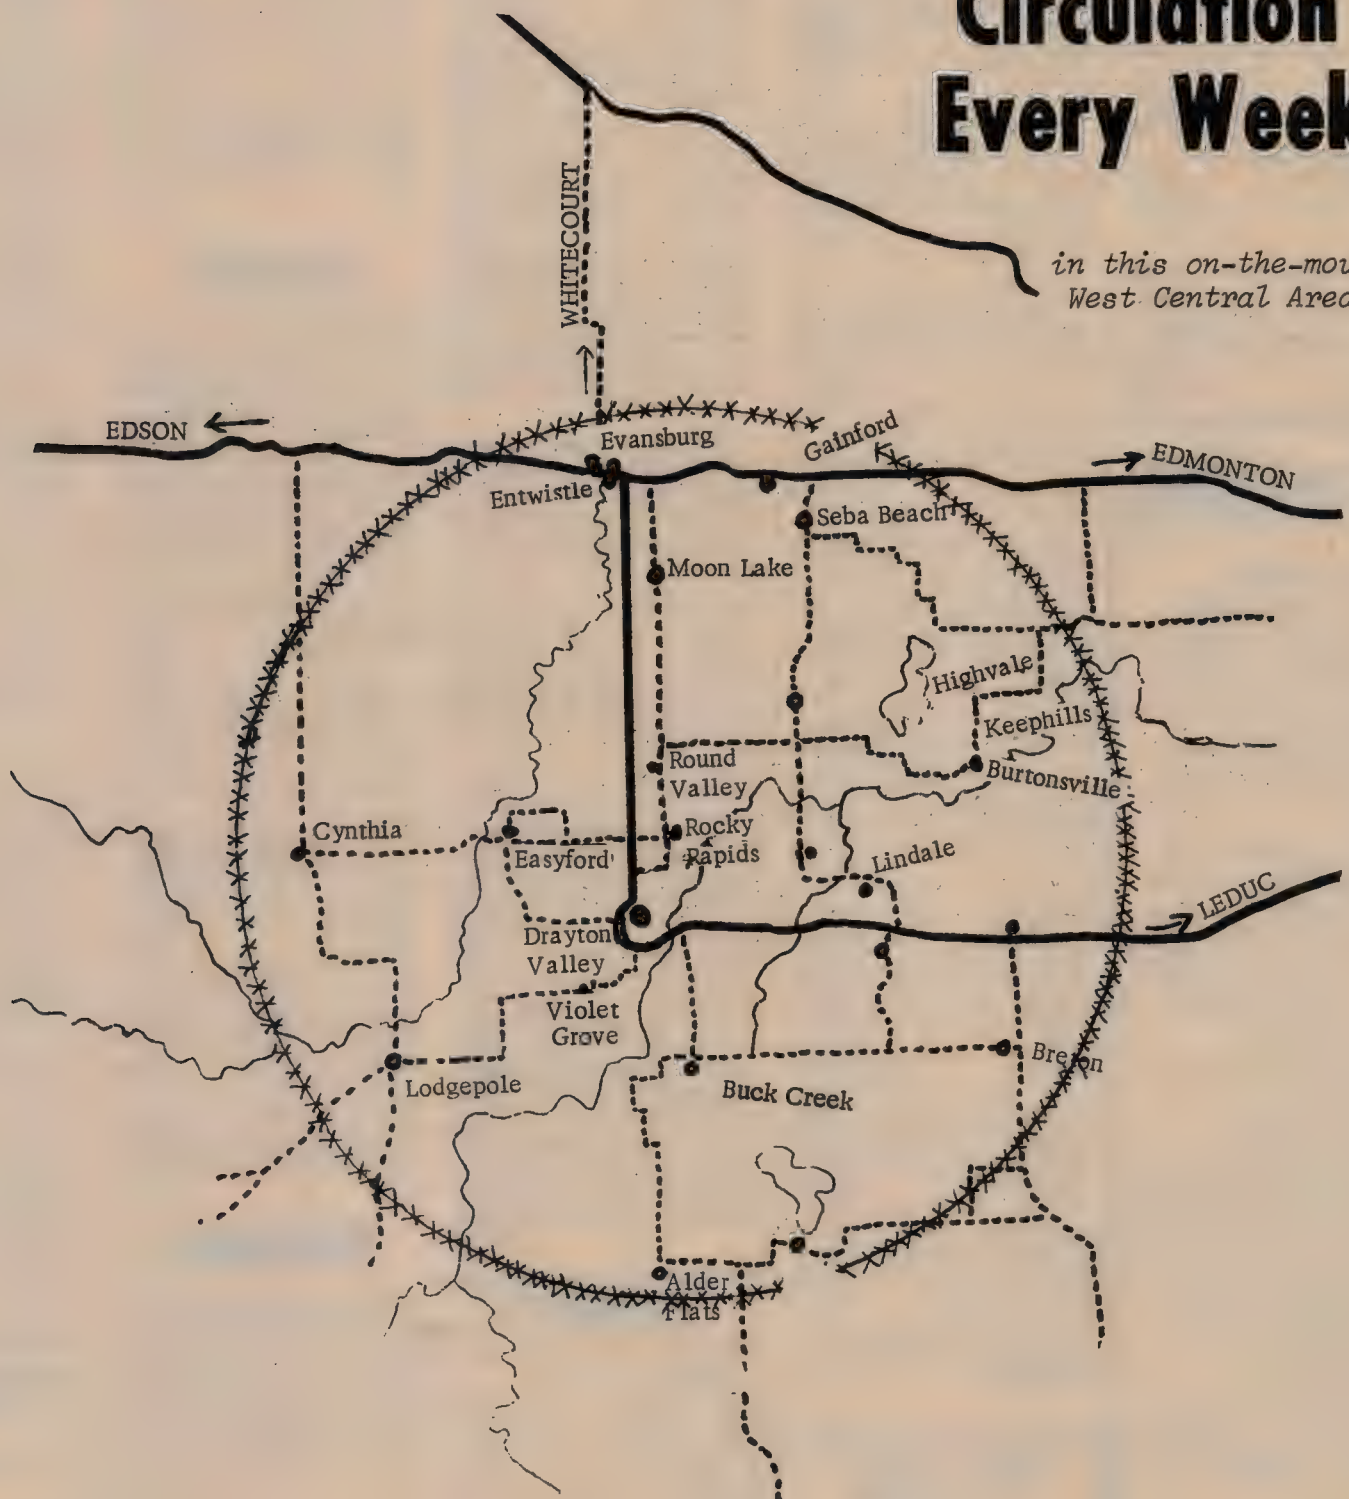 Circulation
Every Week
in this on-the-mov
West Central Area
WHITECOURT
EDSON
Evansburg
Gainford
EDMONTON
Entwistle
Seba Beach
Moon Lake
Highvale
Keephills
Round
Valley
Burtonsville
Cynthia
Rocky
Rapids
Easyford
Lindale
LEDUC
Drayton
Valley
Violet
Grove
Breton
Lodgepole
Buck Creek
Alder
Flats